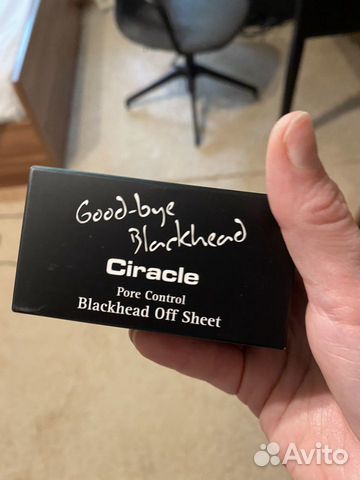 Good-bye
Blackhead
Ciracle
Pore Control
Blackhead Off Sheet
Avito